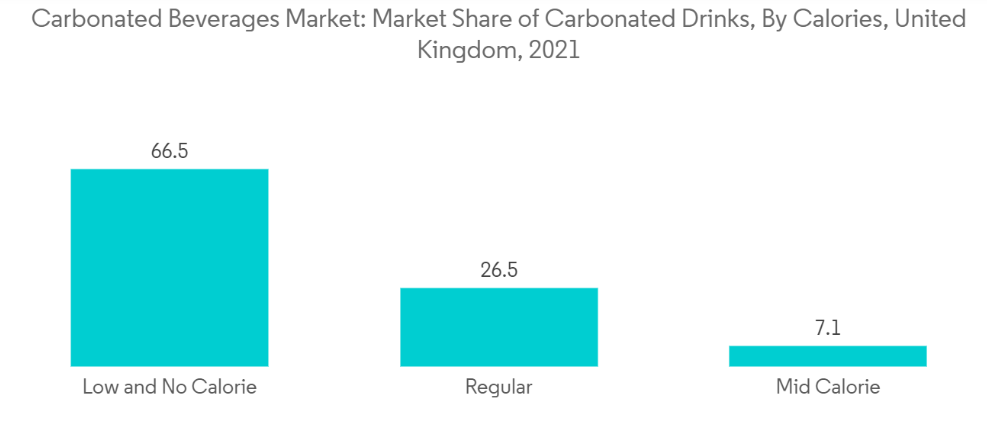 Carbonated Beverages Market: Market Share of Carbonated Drinks, By Calories, United
Kingdom, 2021
66.5
26.5
7.1
Low and No Calorie
Regular
Mid Calorie